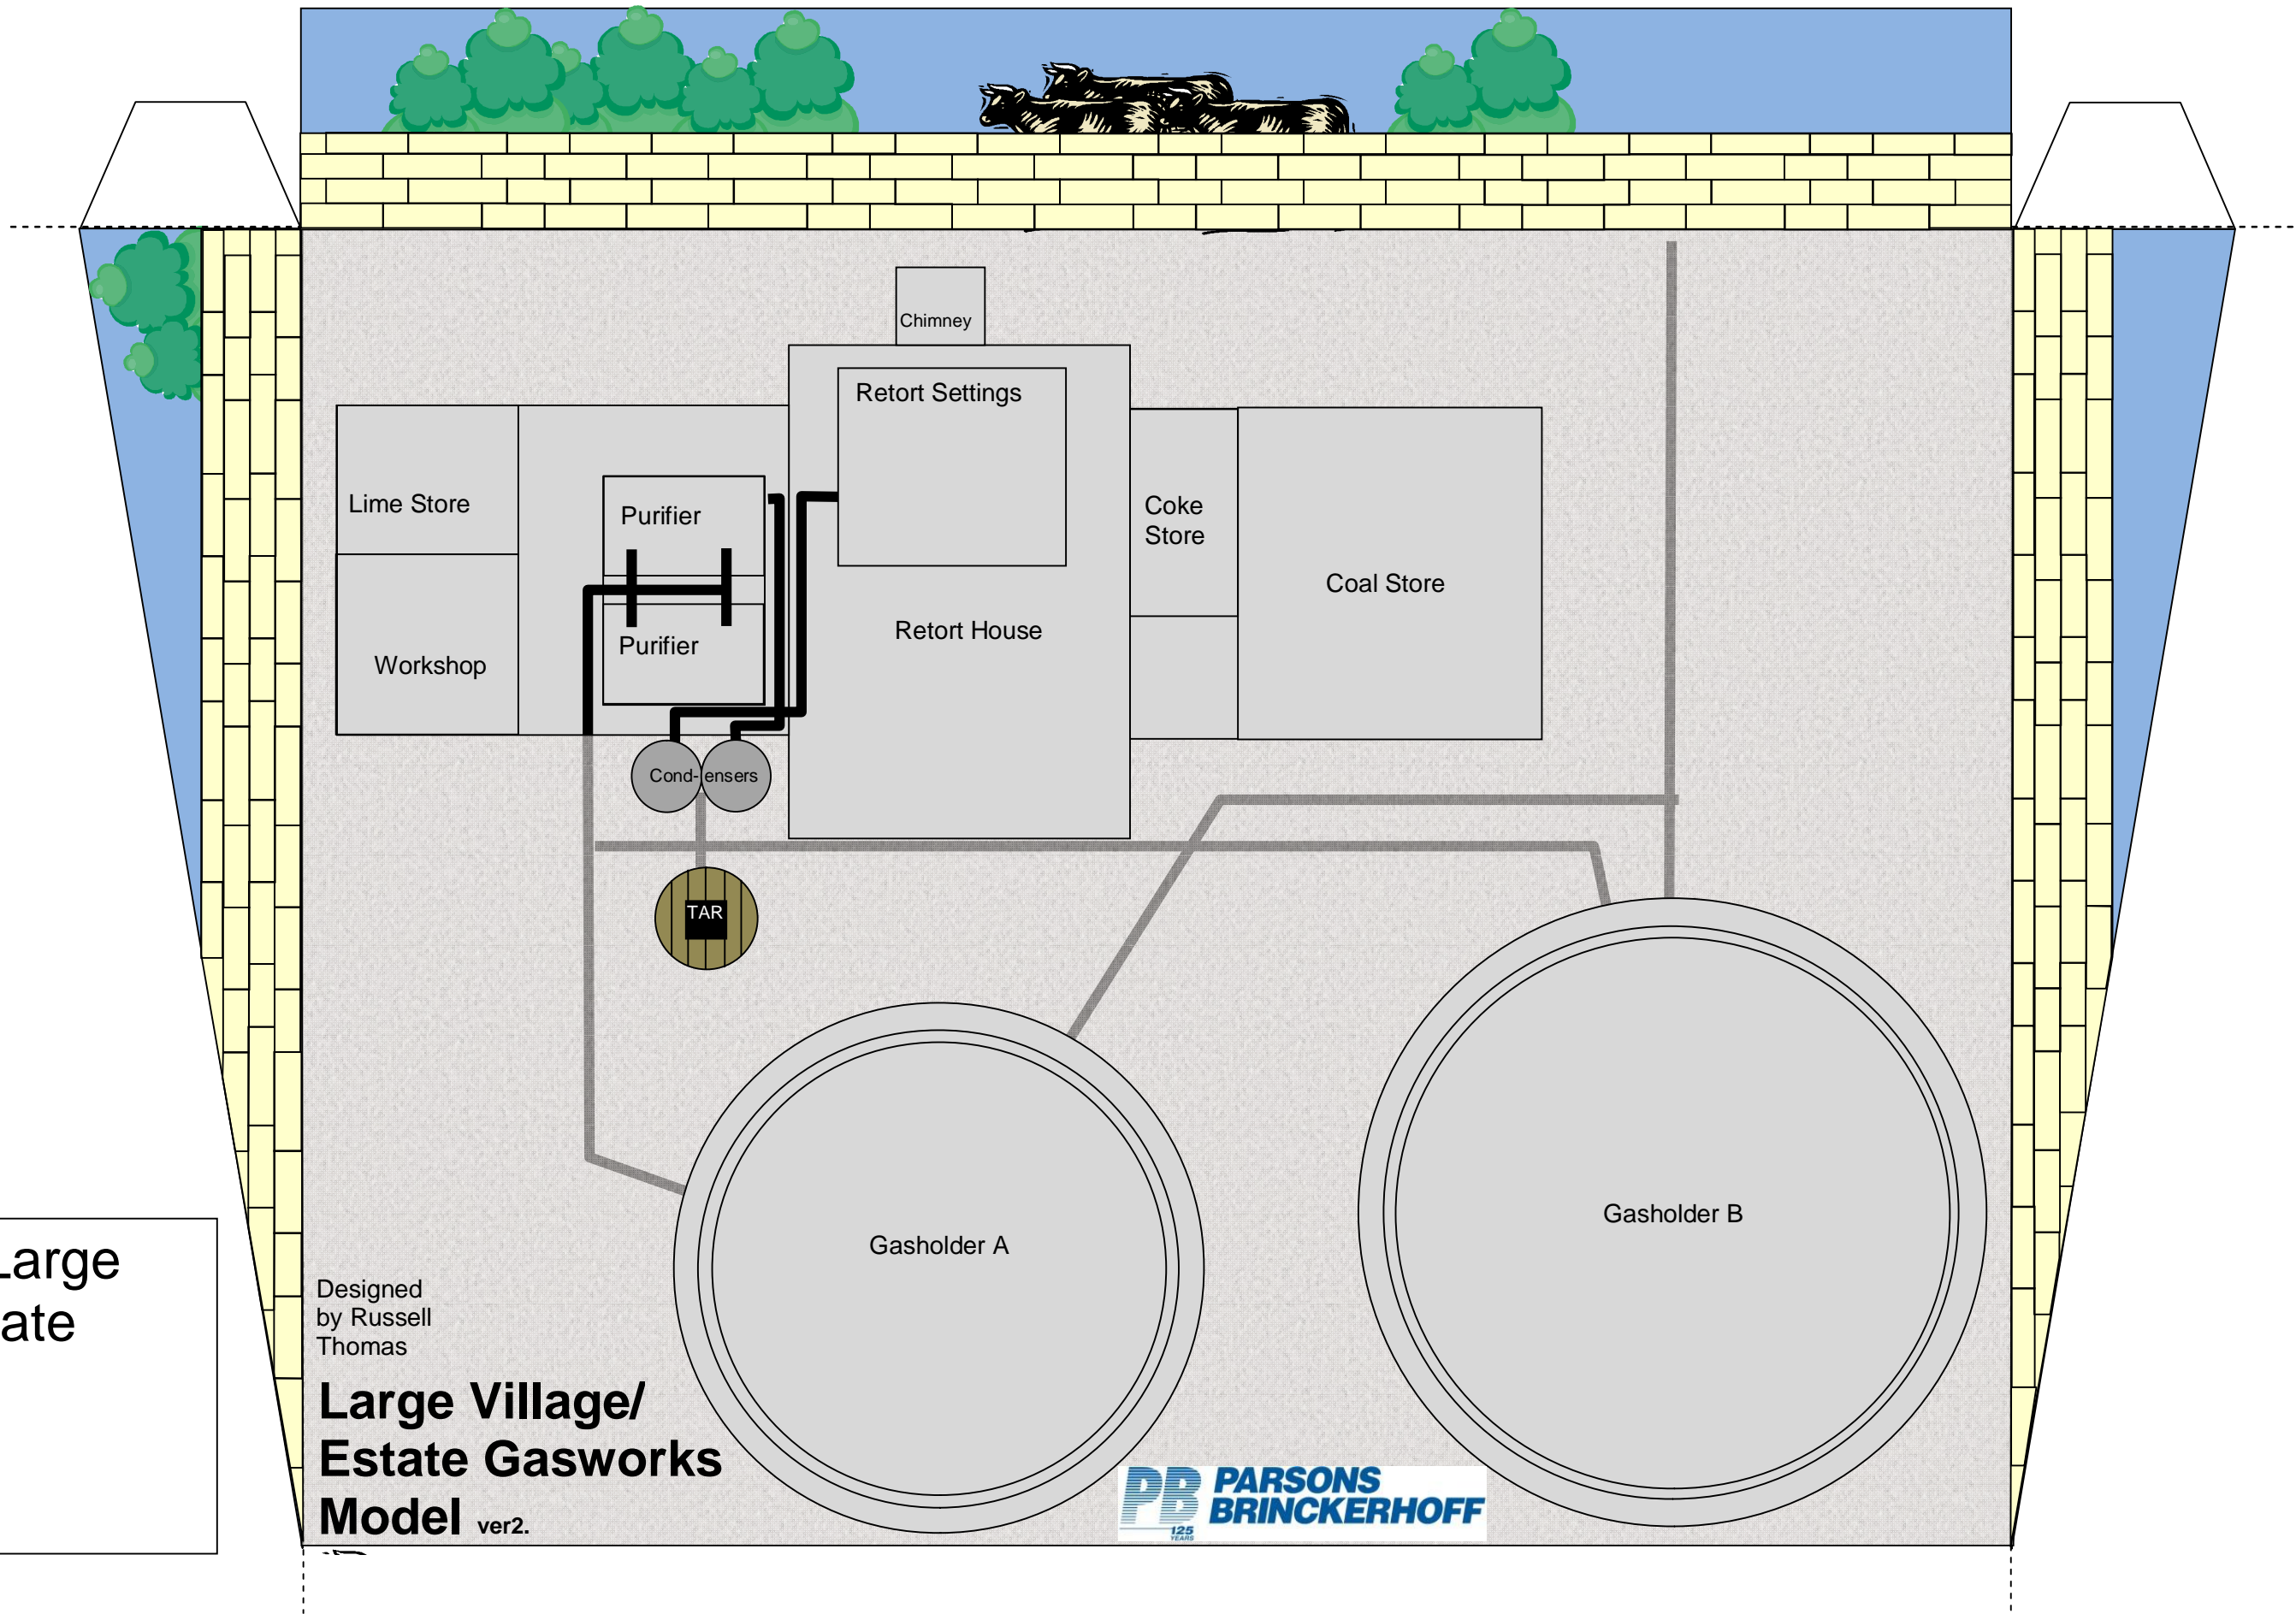 Chimney
Retort Settings
Lime Store
Purifier
Coke
Store
Coal Store
Retort House
Purifier
Workshop
Cond-ensers
TAR
Gasholder A
Gasholder B
Large
ate
Designed
by Russell
Thomas
Large Village/
Estate Gasworks
Model ver2.
PB PARSONS
BRINCKERHOFF
125
YEARS